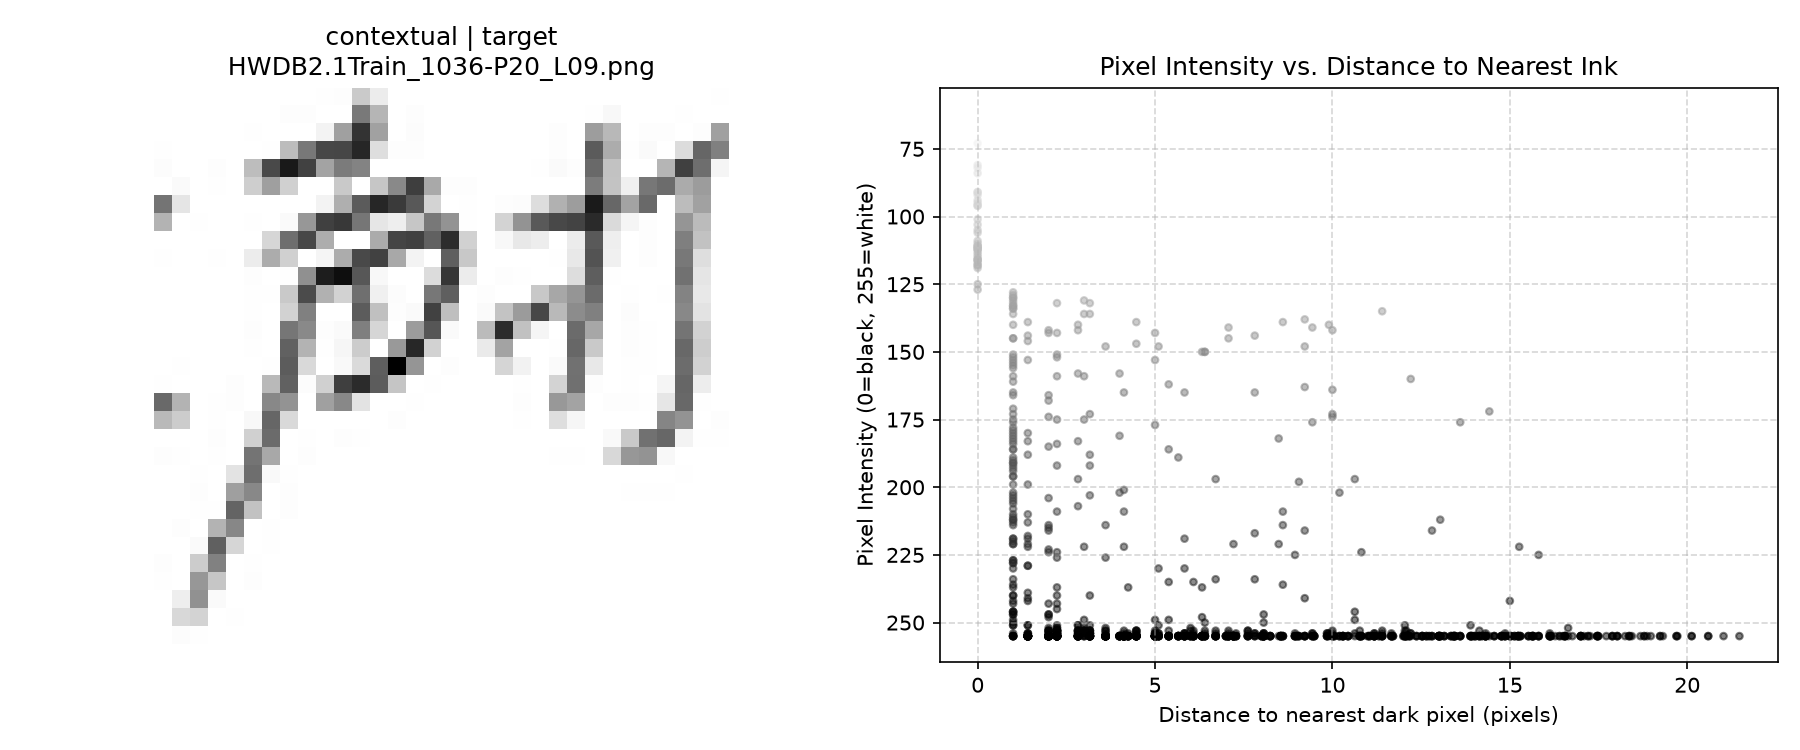 contextual | target
HWDB2.1Train_1036-P20_L09.png
Pixel Intensity vs. Distance to Nearest Ink
Pixel Intensity (0=black, 255=white)
75
100
125
150
175
200
225
250
0 5 10 15 20
Distance to nearest dark pixel (pixels)